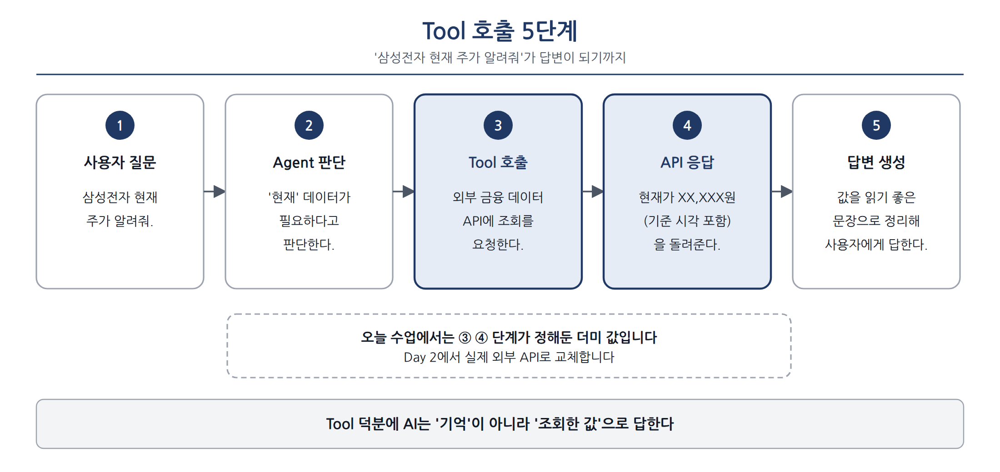 Tool 호출 5단계
'삼성전자 현재 주가 알려줘'가 답변이 되기까지
1
사용자 질문
삼성전자 현재
주가 알려줘.
2
Agent 판단
'현재' 데이터가
필요하다고
판단한다.
3
Tool 호출
외부 금융 데이터
API에 조회를
요청한다.
4
API 응답
현재가 XX,XXX원
(기준 시각 포함)
을 돌려준다.
5
답변 생성
값을 읽기 좋은
문장으로 정리해
사용자에게 답한다.
오늘 수업에서는 ③ ④ 단계가 정해둔 더미 값입니다
Day 2에서 실제 외부 API로 교체합니다
Tool 덕분에 AI는 '기억'이 아니라 '조회한 값'으로 답한다